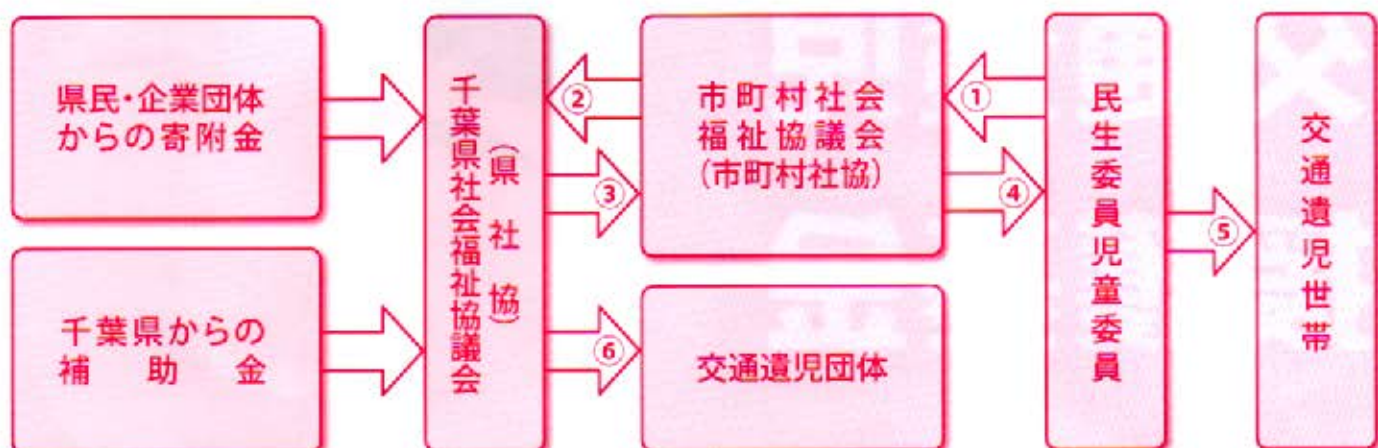 県民・企業団体
からの寄附金
千葉県からの
補助金
千葉県社会福祉協議会
（県社協）
②
③
⑥
市町村社会
福祉協議会
（市町村社協）
交通遺児団体
①
④
民生委員児童委員
⑤
交通遺児世帯